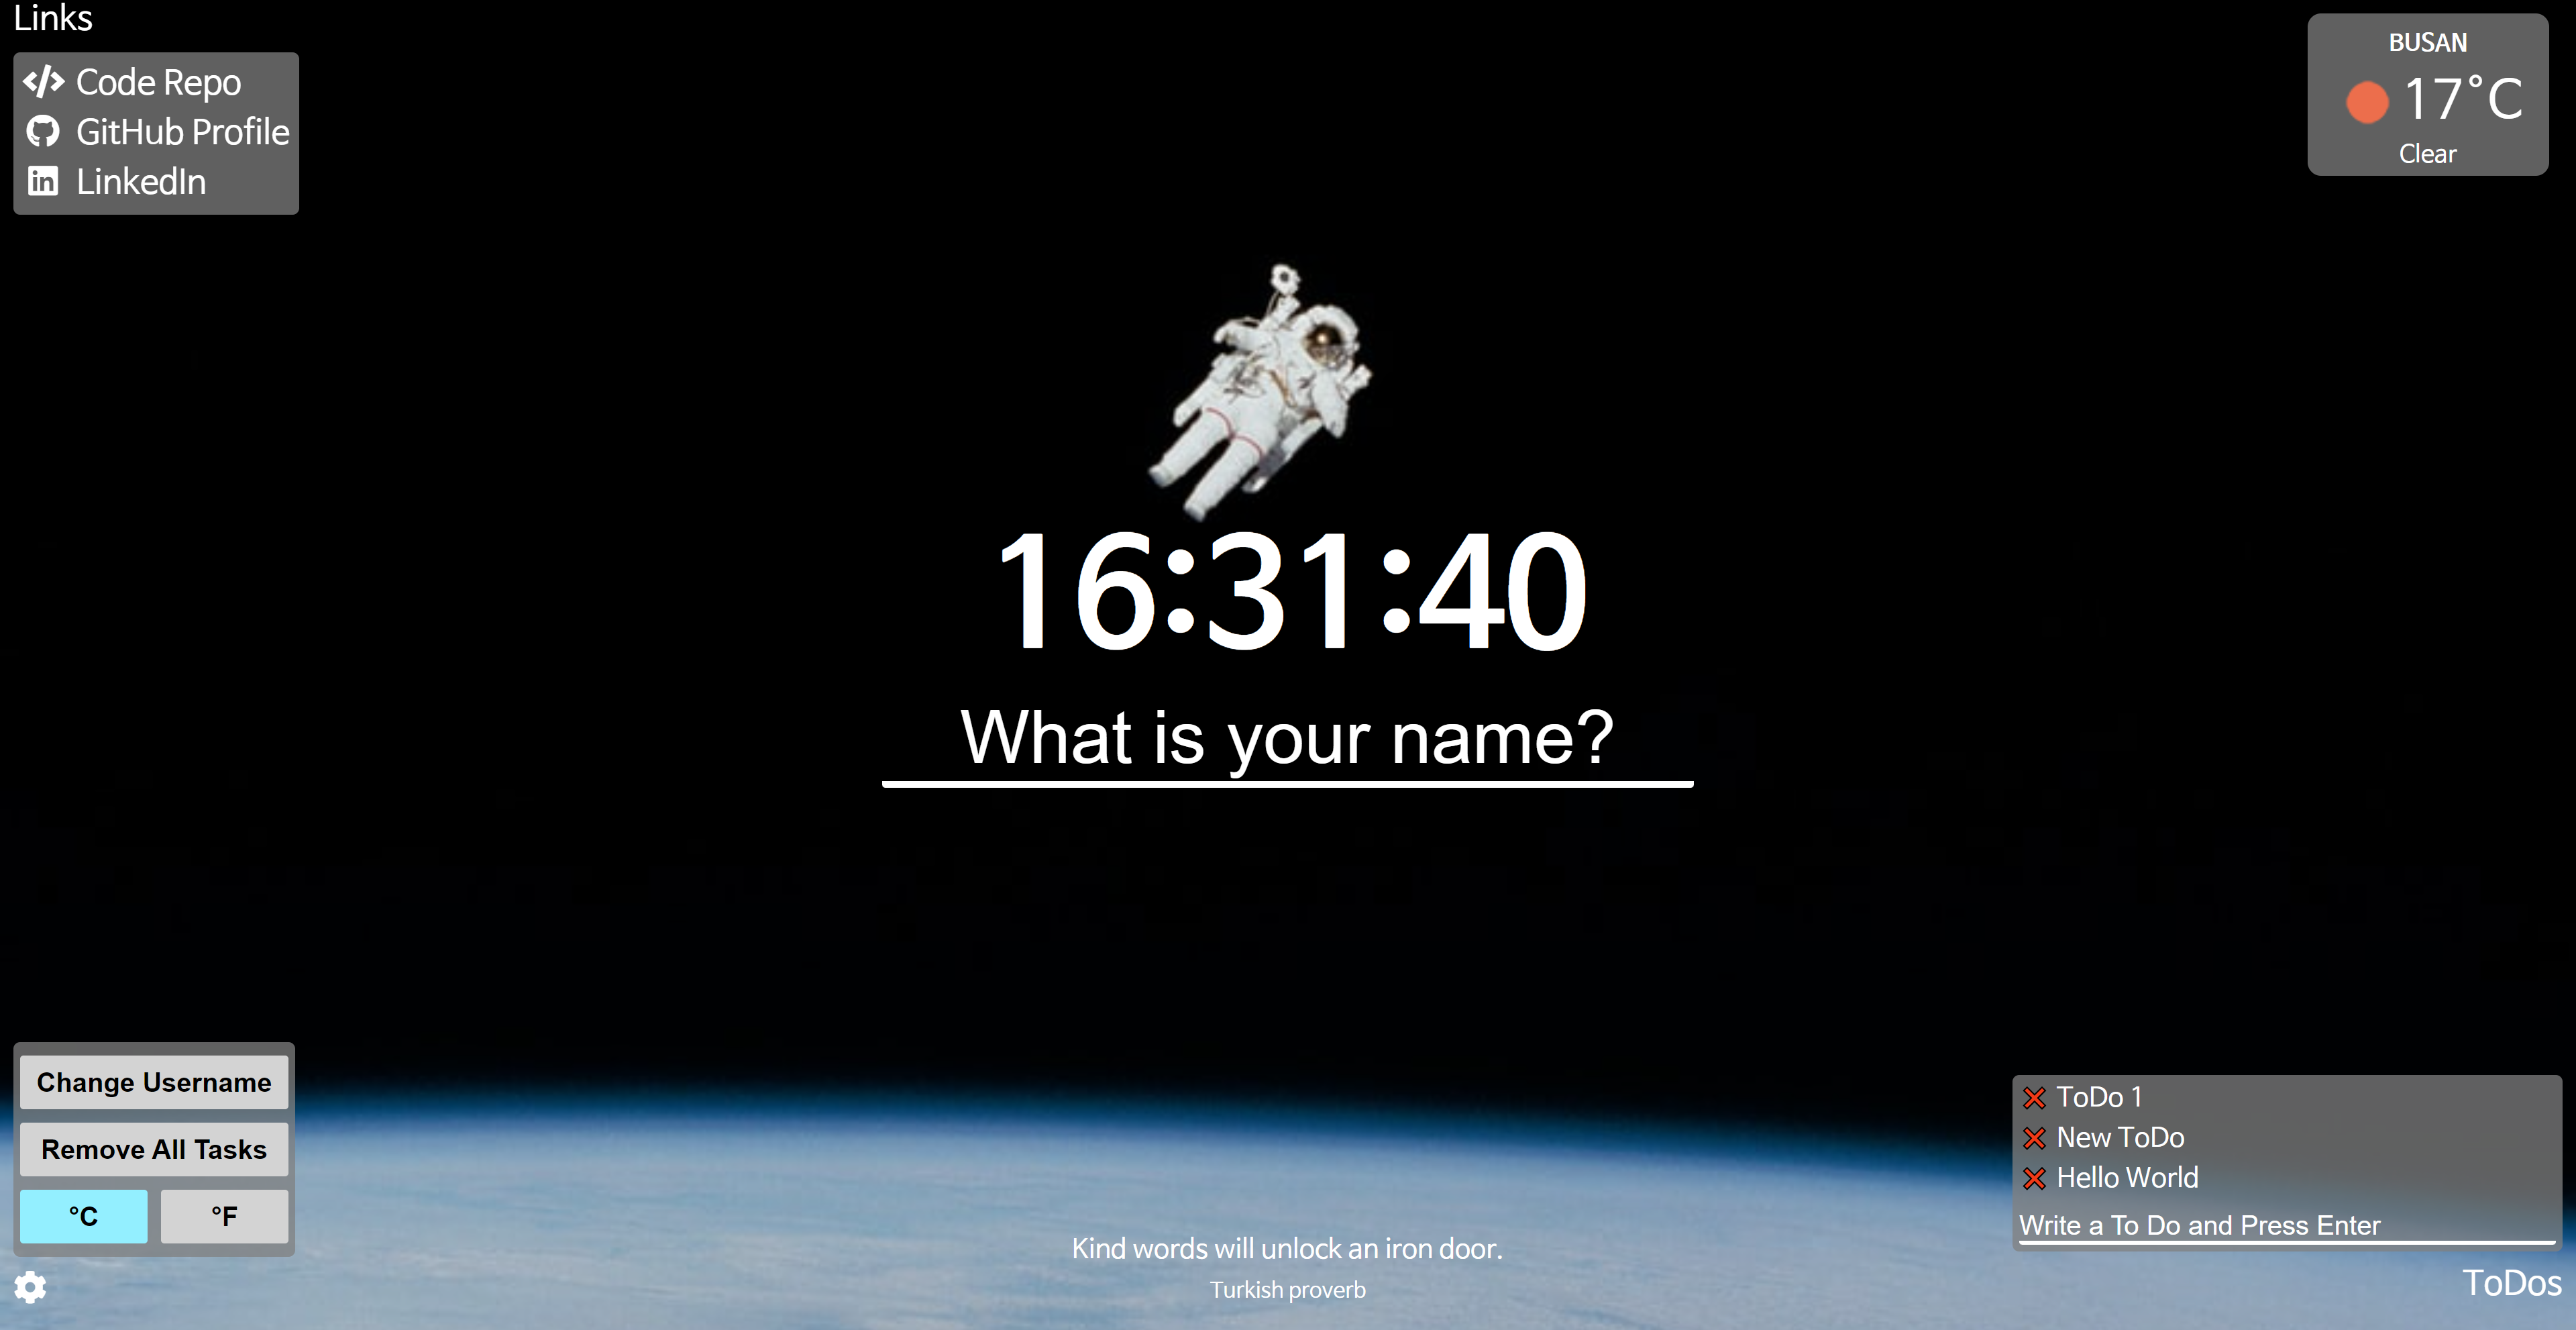 Links
Code Repo
GitHub Profile
LinkedIn
BUSAN
17°C
Clear
16:31:40
What is your name?
Change Username
Remove All Tasks
°C
°F
Kind words will unlock an iron door.
Turkish proverb
ToDo 1
New ToDo
Hello World
Write a To Do and Press Enter
ToDos